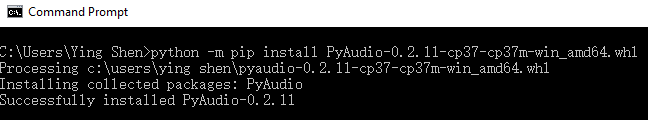 Command Prompt
C:\Users\Ying Shen>python -m pip install PyAudio-0.2.11-cp37-cp37m-win_amd64.whl
Processing c:\users\ying shen\pyaudio-0.2.11-cp37-cp37m-win_amd64.whl
Installing collected packages: PyAudio
Successfully installed PyAudio-0.2.11